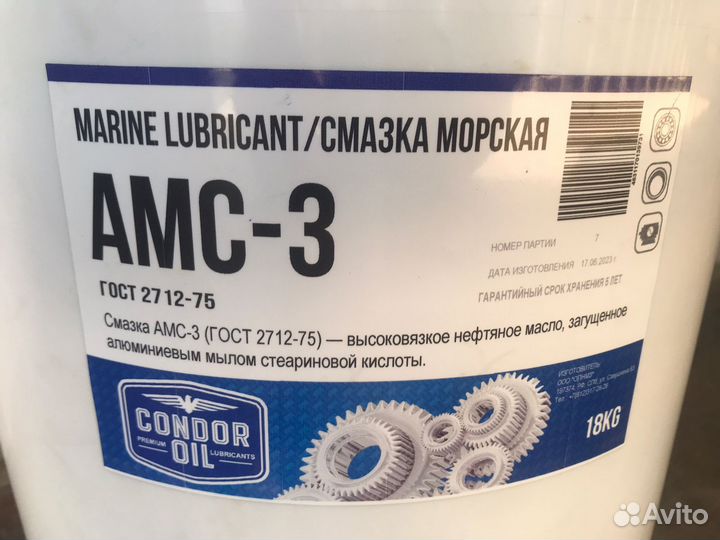 MARINE LUBRICANT/СМАЗКА МОРСКАЯ
АМС-3
ГОСТ 2712-75
НОМЕР ПАРТИИ 7
ДАТА ИЗГОТОВЛЕНИЯ 17.06.2023 г.
ГАРАНТИЙНЫЙ СРОК ХРАНЕНИЯ 5 ЛЕТ
Смазка АМС-3 (ГОСТ 2712-75) — высоковязкое нефтяное масло, загущенное
алюминиевым мылом стеариновой кислоты.
CONDOR
OIL
PREMIUM
LUBRICANTS
ИЗГОТОВИТЕЛЬ
18KG
Avito